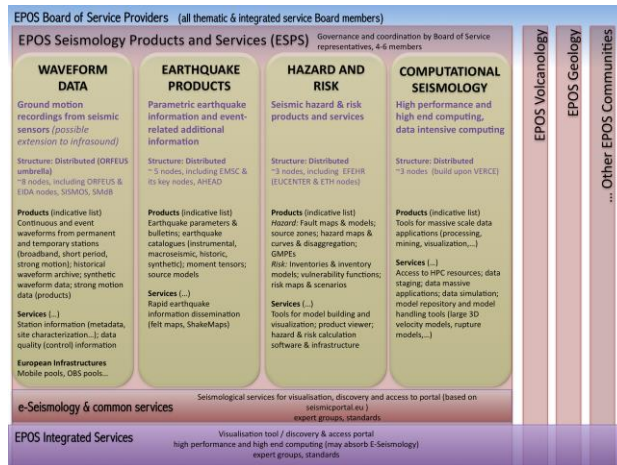 EPOS Board of Service Providers (all thematic & integrated service Board members)
EPOS Seismology Products and Services (ESPS)
Governance and coordination by Board of Service
representatives, 4-6 members
WAVEFORM
DATA
Ground motion
recordings from seismic
sensors (possible
extension to infrasound)
Structure: Distributed (ORFEUS
umbrella)
~8 nodes, including ORFEUS &
EIDA nodes, SISMOS, SMdB
Products (indicative list)
Continuous and event
waveforms from permanent
and temporary stations
(broadband, short period,
strong motion); historical
waveform archive; synthetic
waveform data; strong motion
data (products)
Services (...)
Station information (metadata,
site characterization...); data
quality (control) information
European Infrastructures
Mobile pools, OBS pools...
EARTHQUAKE
PRODUCTS
Parametric earthquake
information and event-
related additional
information
Structure: Distributed
~ 5 nodes, including EMSC &
its key nodes, AHEAD
Products (indicative list)
Earthquake parameters &
bulletins; earthquake
catalogues (instrumental,
macroseismic, historic,
synthetic); moment tensors;
source models
Services (...)
Rapid earthquake
information dissemination
(felt maps, ShakeMaps)
HAZARD AND
RISK
Seismic hazard & risk
products and services
Structure: Distributed
~3 nodes, including EFEHR
(EUCENTER & ETH nodes)
Products (indicative list)
Hazard: Fault maps & models;
source zones; hazard maps &
curves & disaggregation;
GMPEs
Risk: Inventories & inventory
models; vulnerability functions;
risk maps & scenarios
Services (...)
Tools for model building and
visualization; product viewer;
hazard & risk calculation
software & infrastructure
COMPUTATIONAL
SEISMOLOGY
High performance and
high end computing,
data intensive computing
Structure: Distributed
~3 nodes (build upon VERCE)
Products (indicative list)
Tools for massive scale data
applications (processing,
mining, visualization,...)
Services (...)
Access to HPC resources; data
staging; data massive
applications; data simulation;
model repository and model
handling tools (large 3D
velocity models, rupture
models,...)
EPOS Volcanology
EPOS Geology
... Other EPOS Communities
e-Seismology & common services
Seismological services for visualisation, discovery and access to portal (based on
seismicportal.eu )
expert groups, standards
EPOS Integrated Services
Visualisation tool / discovery & access portal
high performance and high end computing (may absorb E-Seismology)
expert groups, standards